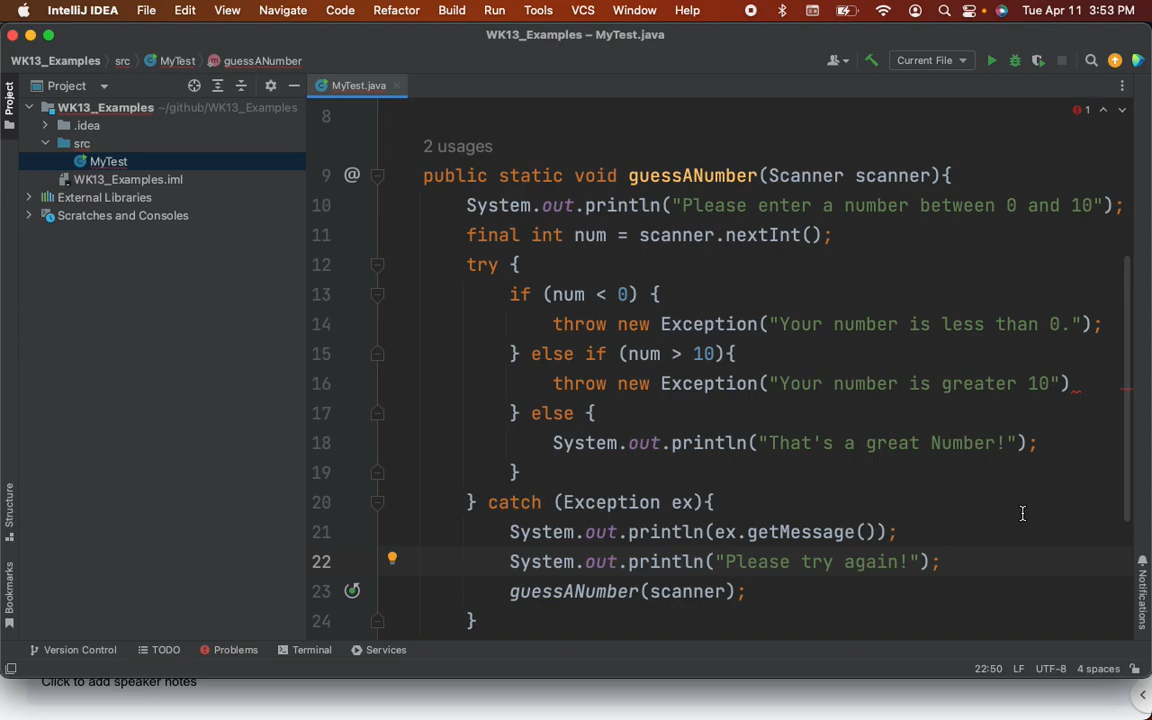 IntelliJ IDEA File Edit View Navigate Code Refactor Build Run Tools VCS Window Help Tue Apr 11 3:53 PM
WK13_Examples – MyTest.java
WK13_Examples src MyTest guessANumber Current File
Project MyTest.java
Project
WK13_Examples ~/github/WK13_Examples
.idea
src
MyTest
WK13_Examples.iml
External Libraries
Scratches and Consoles
Structure
Bookmarks
1
8
2 usages
9 @ public static void guessANumber(Scanner scanner){
10 System.out.println("Please enter a number between 0 and 10");
11 final int num = scanner.nextInt();
12 try {
13 if (num < 0) {
14 throw new Exception("Your number is less than 0.");
15 } else if (num > 10){
16 throw new Exception("Your number is greater 10")
17 } else {
18 System.out.println("That's a great Number!");
19 }
20 } catch (Exception ex){
21 System.out.println(ex.getMessage());
22 System.out.println("Please try again!");
23 guessANumber(scanner);
24 }
Notifications
Version Control TODO Problems Terminal Services
22:50 LF UTF-8 4 spaces
Click to add speaker notes